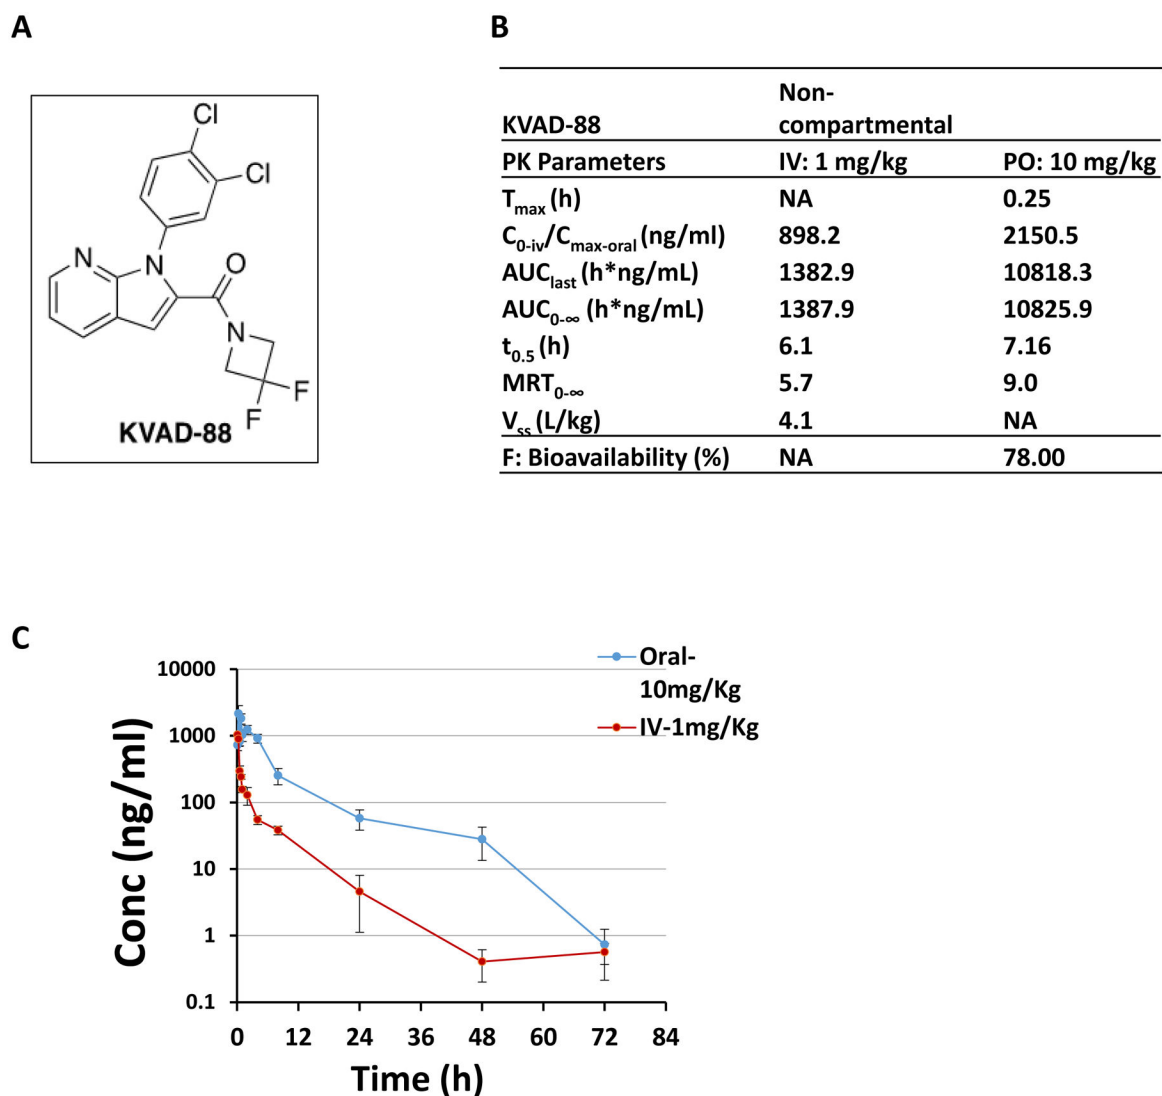 A
Cl
Cl
N
N
O
N
F
F
KVAD-88
B
Non-
KVAD-88 compartmental
PK Parameters IV: 1 mg/kg PO: 10 mg/kg
Tmax (h) NA 0.25
C0-iv/Cmax-oral (ng/ml) 898.2 2150.5
AUClast (h*ng/mL) 1382.9 10818.3
AUC0-∞ (h*ng/mL) 1387.9 10825.9
t0.5 (h) 6.1 7.16
MRT0-∞ 5.7 9.0
Vss (L/kg) 4.1 NA
F: Bioavailability (%) NA 78.00
C
Oral-
10mg/Kg
IV-1mg/Kg
Conc (ng/ml)
10000
1000
100
10
1
0.1
0 12 24 36 48 60 72 84
Time (h)